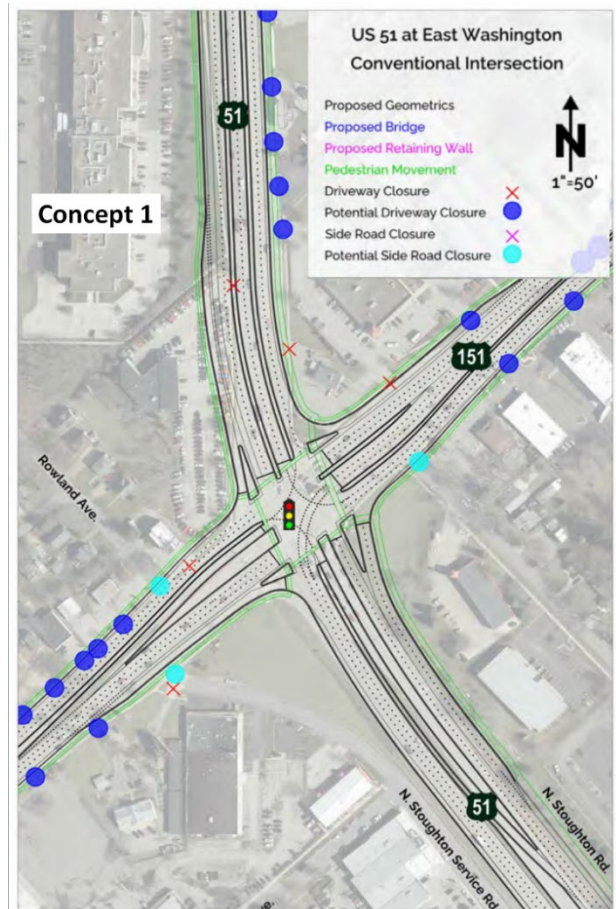 US 51 at East Washington
Conventional Intersection
Proposed Geometrics
Proposed Bridge
Proposed Retaining Wall
Pedestrian Movement
Driveway Closure
Potential Driveway Closure
Side Road Closure
Potential Side Road Closure
N
1"=50'
51
Concept 1
151
Rowland Ave.
51
N. Stoughton Rd.
N. Stoughton Service Rd.
ve.